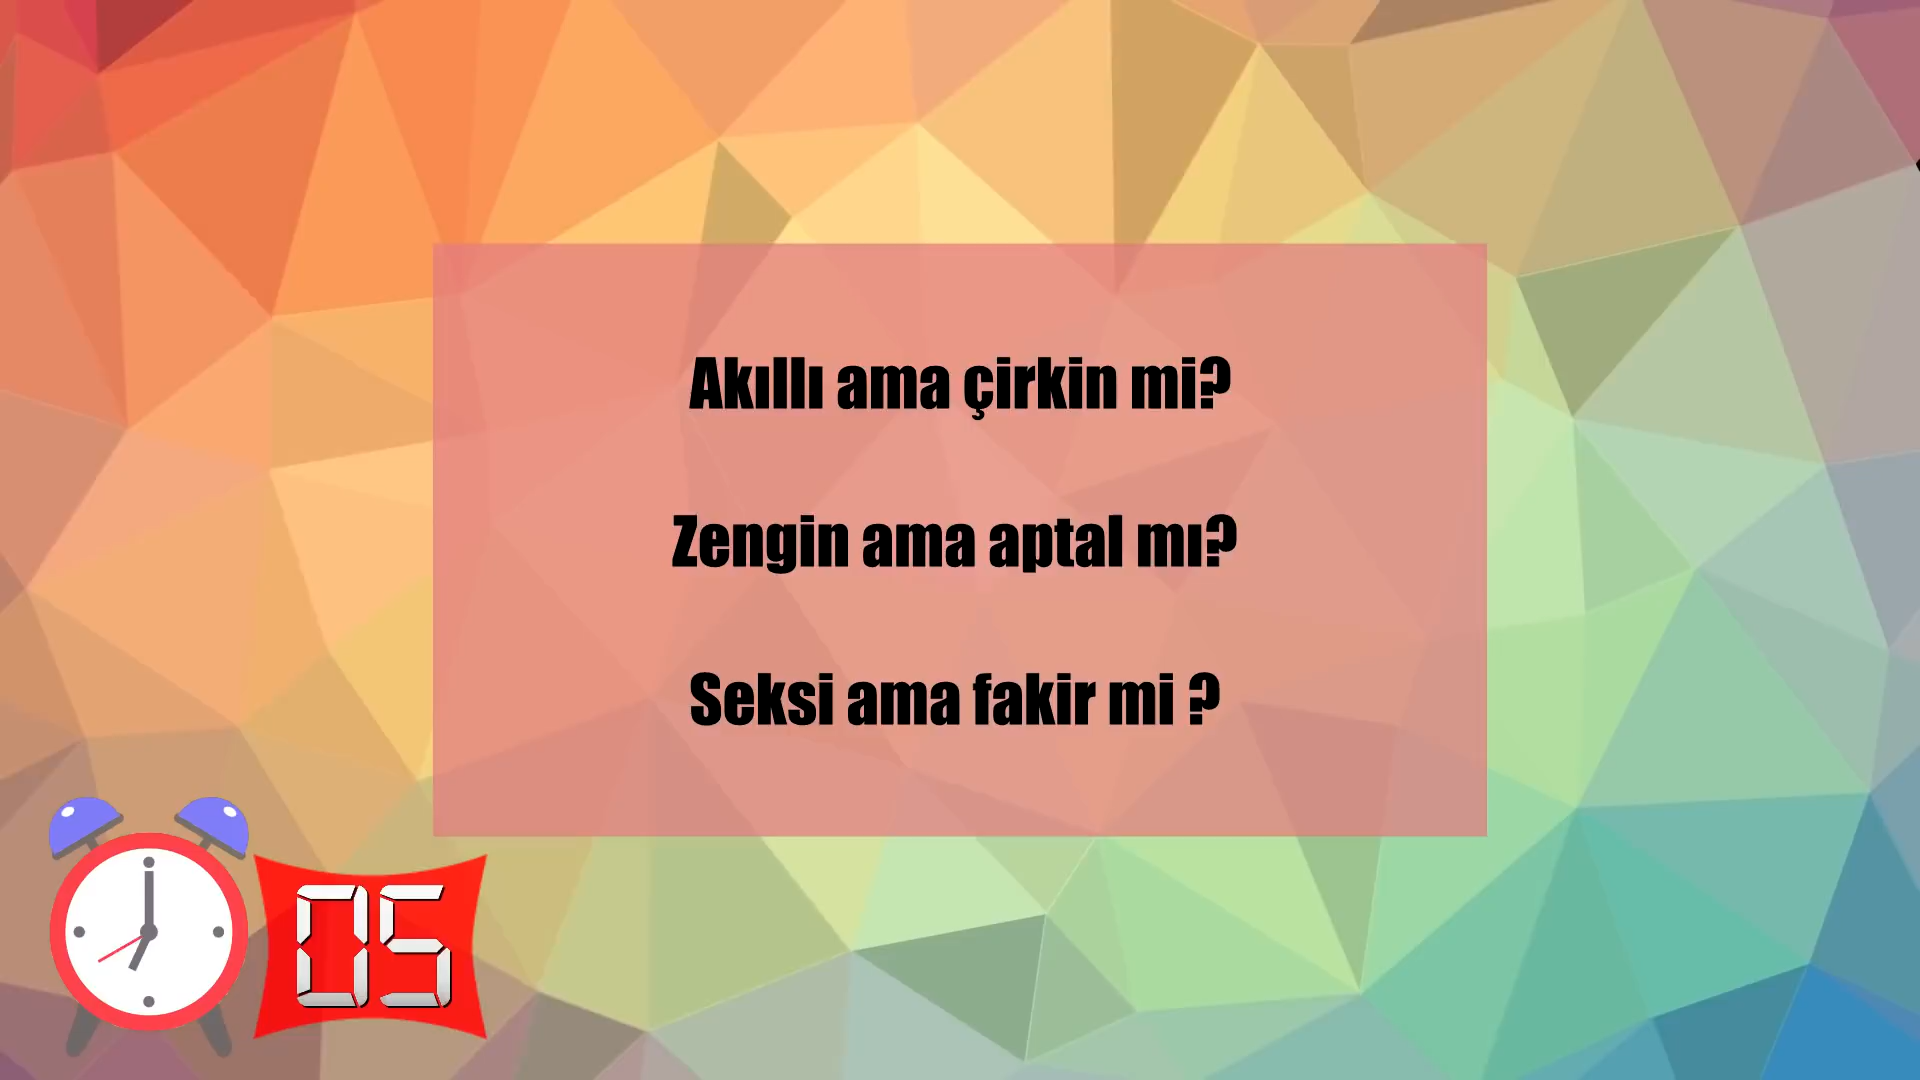 Akıllı ama çirkin mi?
Zengin ama aptal mı?
Seksi ama fakir mi ?
05